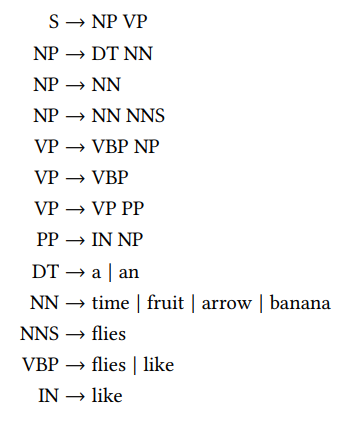 S → NP VP
NP → DT NN
NP → NN
NP → NN NNS
VP → VBP NP
VP → VBP
VP → VP PP
PP → IN NP
DT → a | an
NN → time | fruit | arrow | banana
NNS → flies
VBP → flies | like
IN → like